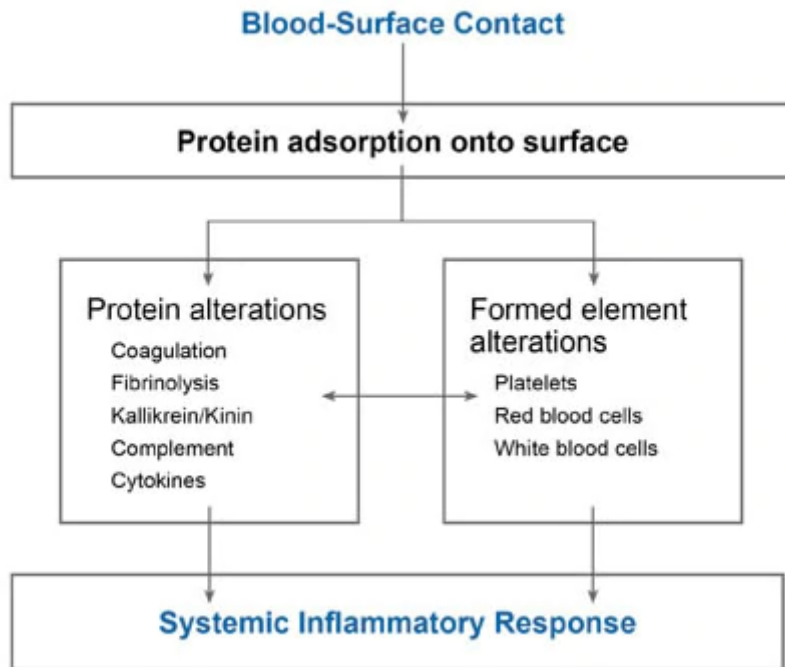 Blood-Surface Contact
Protein adsorption onto surface
Protein alterations
Coagulation
Fibrinolysis
Kallikrein/Kinin
Complement
Cytokines
Formed element
alterations
Platelets
Red blood cells
White blood cells
Systemic Inflammatory Response